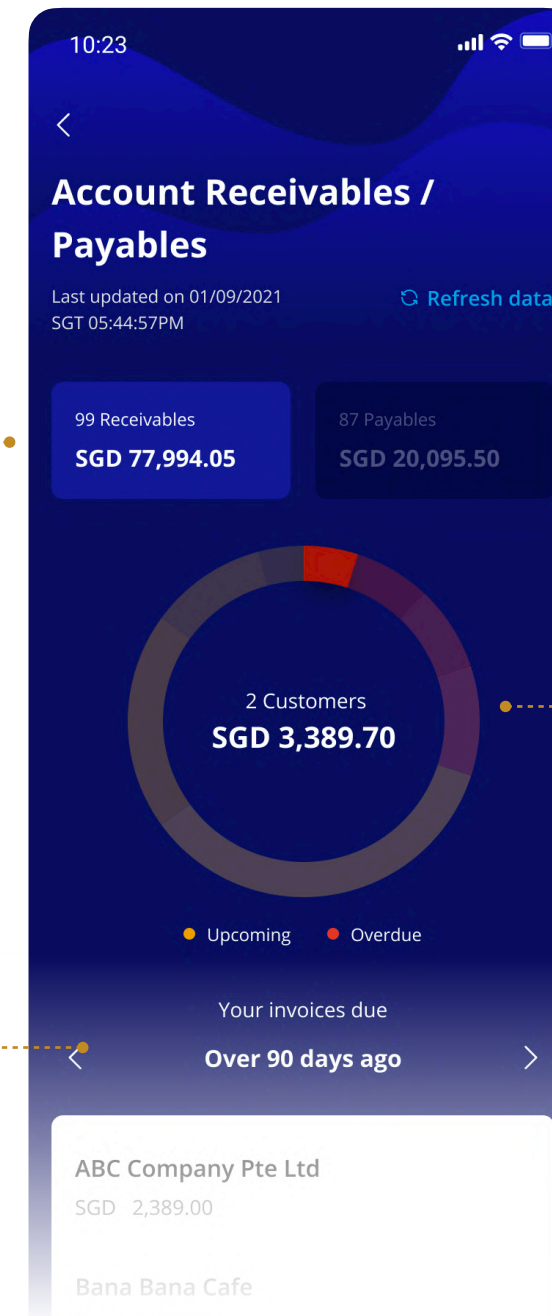 10:23
Account Receivables /
Payables
Last updated on 01/09/2021
SGT 05:44:57PM
Refresh data
99 Receivables
SGD 77,994.05
87 Payables
SGD 20,095.50
2 Customers
SGD 3,389.70
Upcoming
Overdue
Your invoices due
Over 90 days ago
ABC Company Pte Ltd
SGD 2,389.00
Bana Bana Cafe